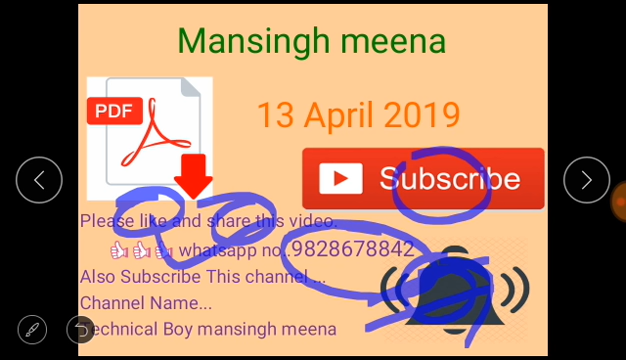 Mansingh meena
PDF
13 April 2019
Subscribe
Please like and share this video.
👍👍👍 whatsapp no..9828678842
Also Subscribe This channel ...
Channel Name...
Technical Boy mansingh meena